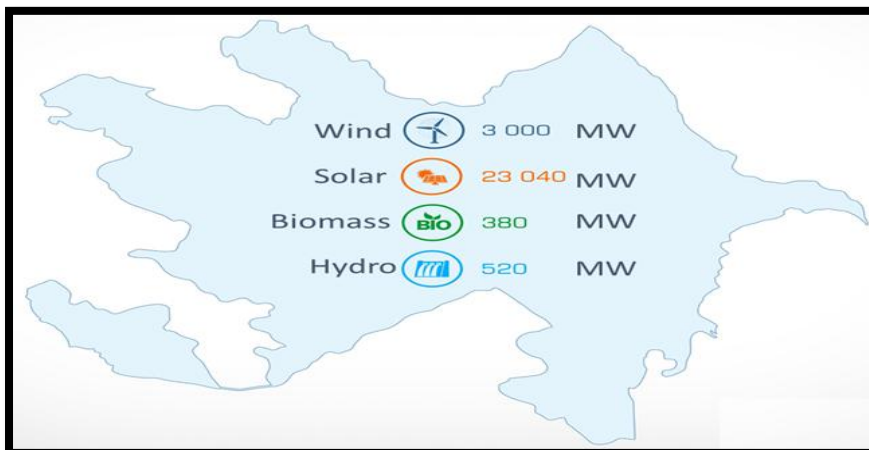 Wind 3 000 MW
Solar 23 040 MW
Biomass BIO 380 MW
Hydro 520 MW